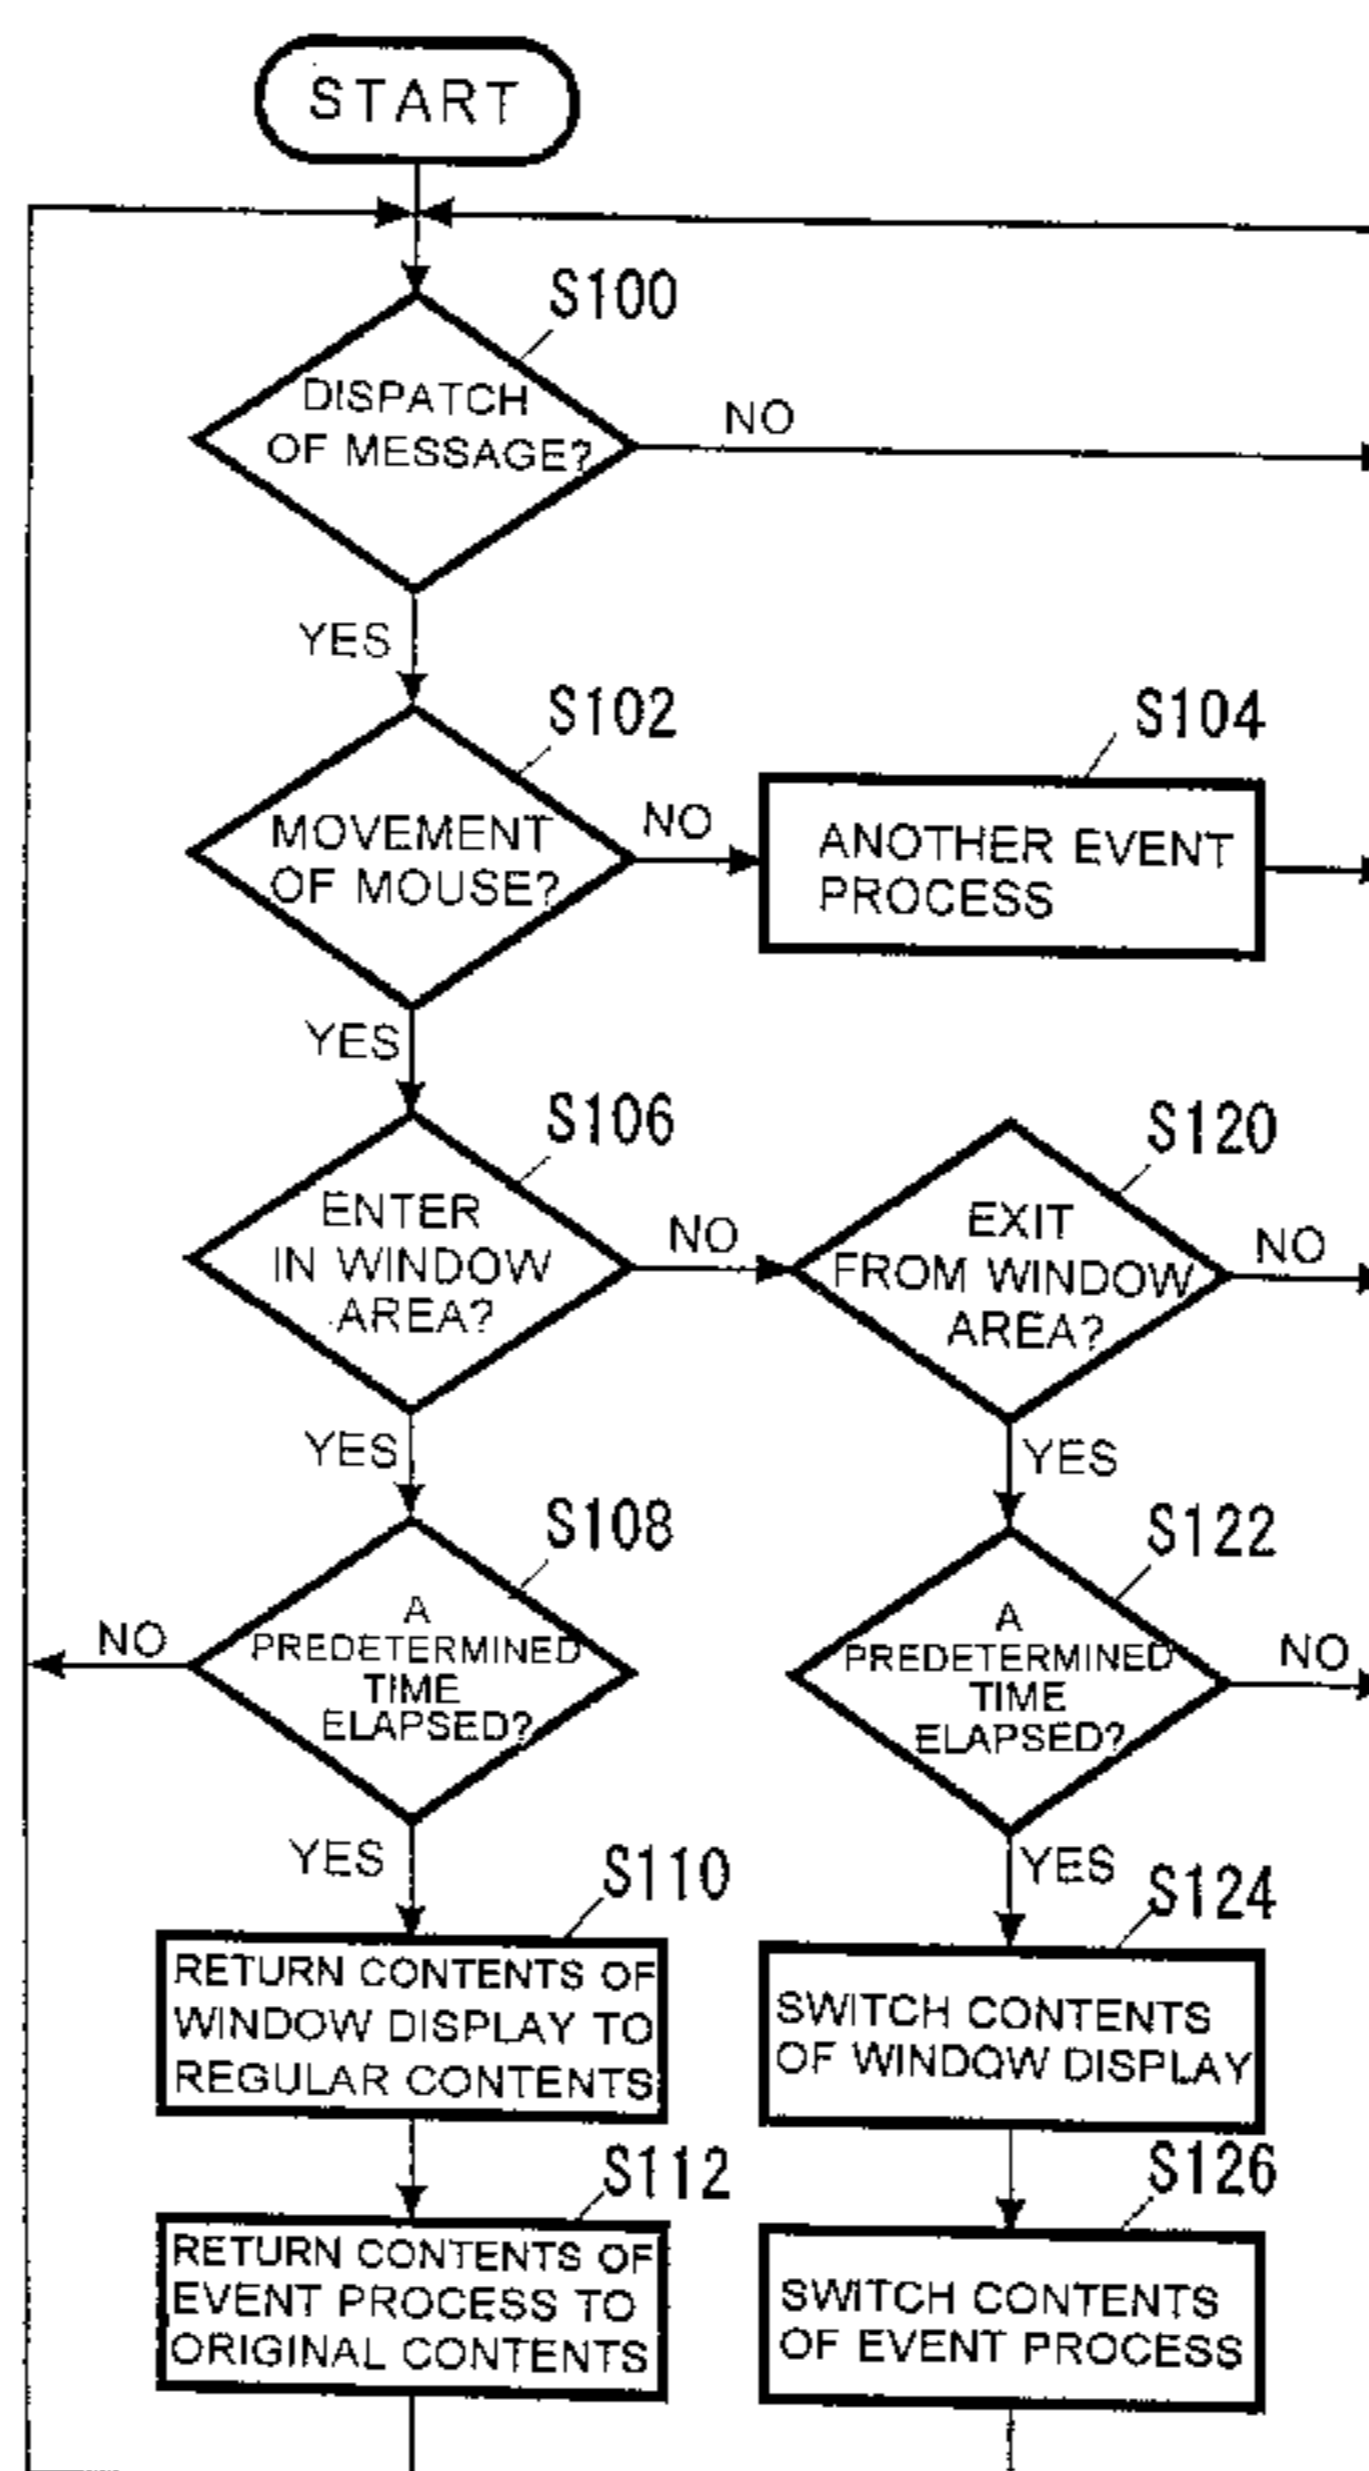 START
S100
DISPATCH
OF MESSAGE?
NO
YES
S102
MOVEMENT
OF MOUSE?
NO
S104
ANOTHER EVENT
PROCESS
YES
S106
ENTER
IN WINDOW
AREA?
NO
S120
EXIT
FROM WINDOW
AREA?
NO
YES
YES
S108
A
PREDETERMINED
TIME
ELAPSED?
NO
S122
A
PREDETERMINED
TIME
ELAPSED?
NO
YES
YES
S110
RETURN CONTENTS OF
WINDOW DISPLAY TO
REGULAR CONTENTS
S124
SWITCH CONTENTS
OF WINDOW DISPLAY
S112
RETURN CONTENTS OF
EVENT PROCESS TO
ORIGINAL CONTENTS
S126
SWITCH CONTENTS
OF EVENT PROCESS